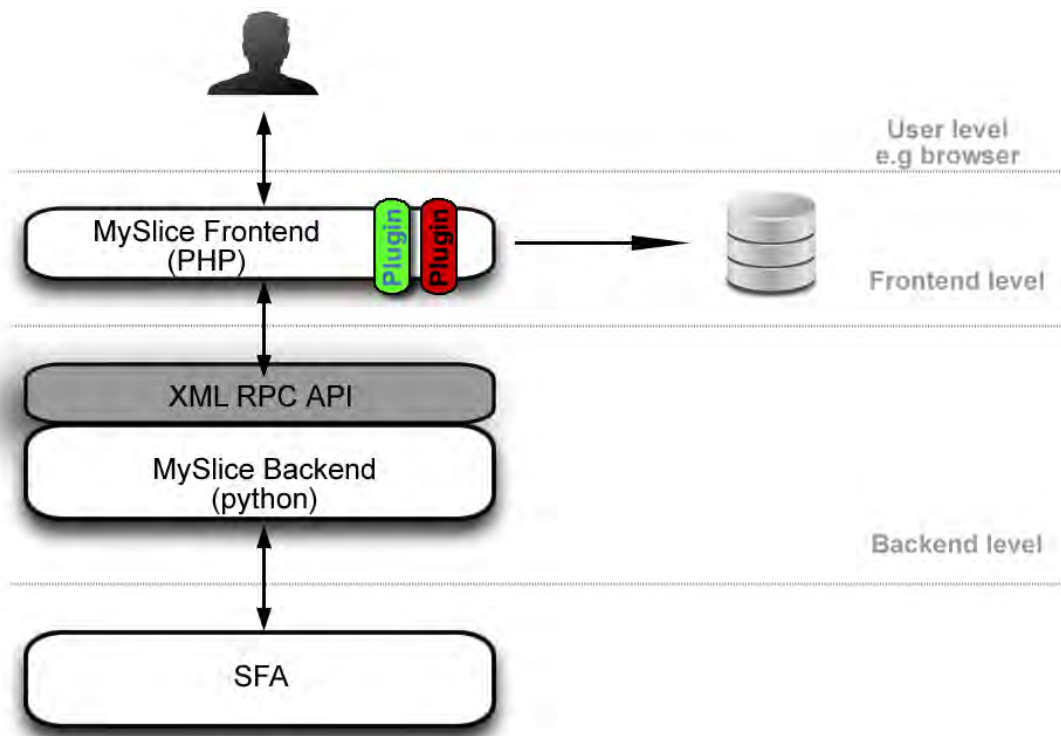 User level
e.g browser
MySlice Frontend
(PHP)
Plugin
Plugin
Frontend level
XML RPC API
MySlice Backend
(python)
Backend level
SFA